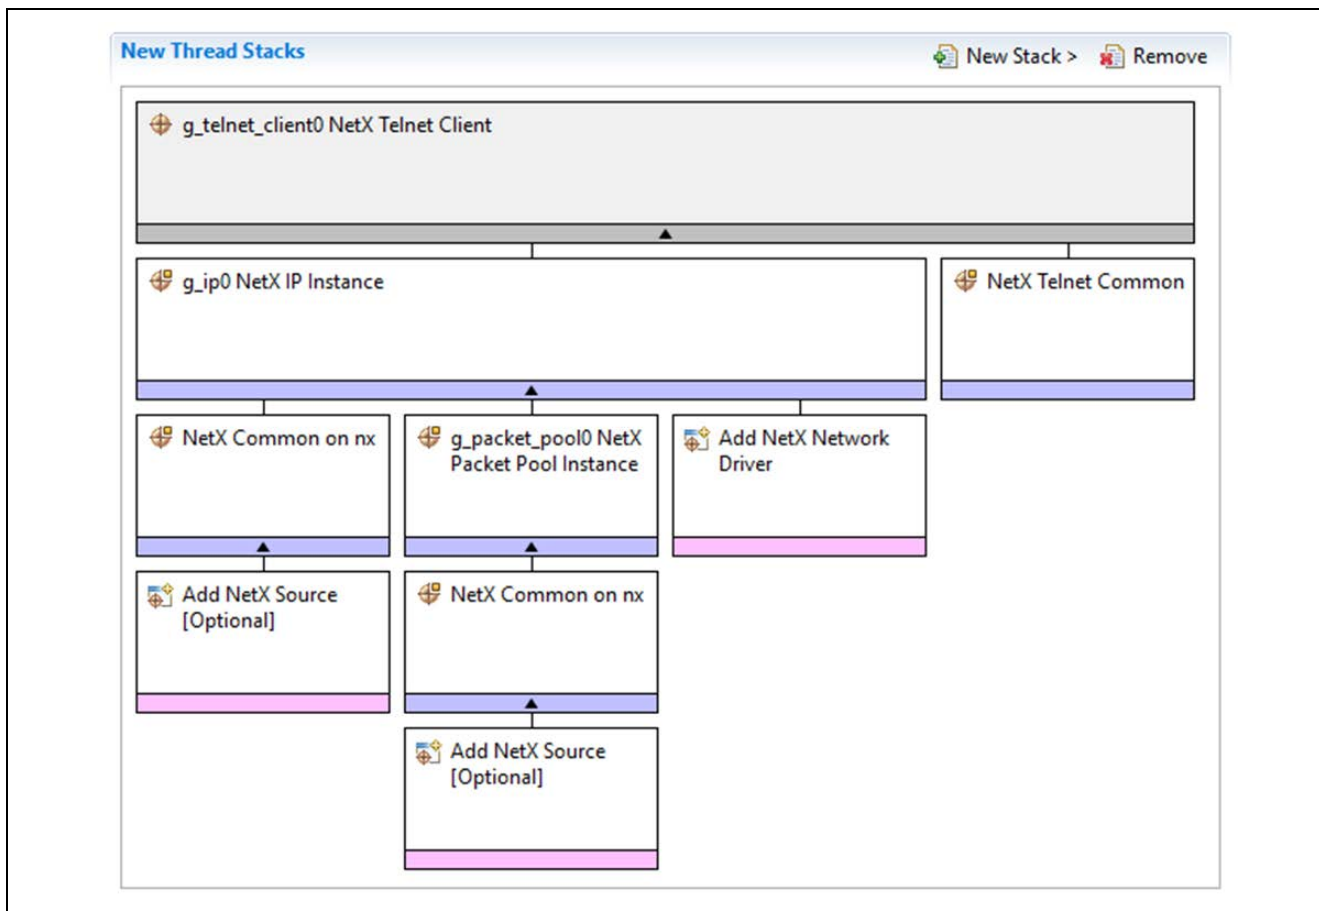 New Thread Stacks
New Stack >
Remove
g_telnet_client0 NetX Telnet Client
g_ip0 NetX IP Instance
NetX Telnet Common
NetX Common on nx
g_packet_pool0 NetX
Packet Pool Instance
Add NetX Network
Driver
Add NetX Source
[Optional]
NetX Common on nx
Add NetX Source
[Optional]